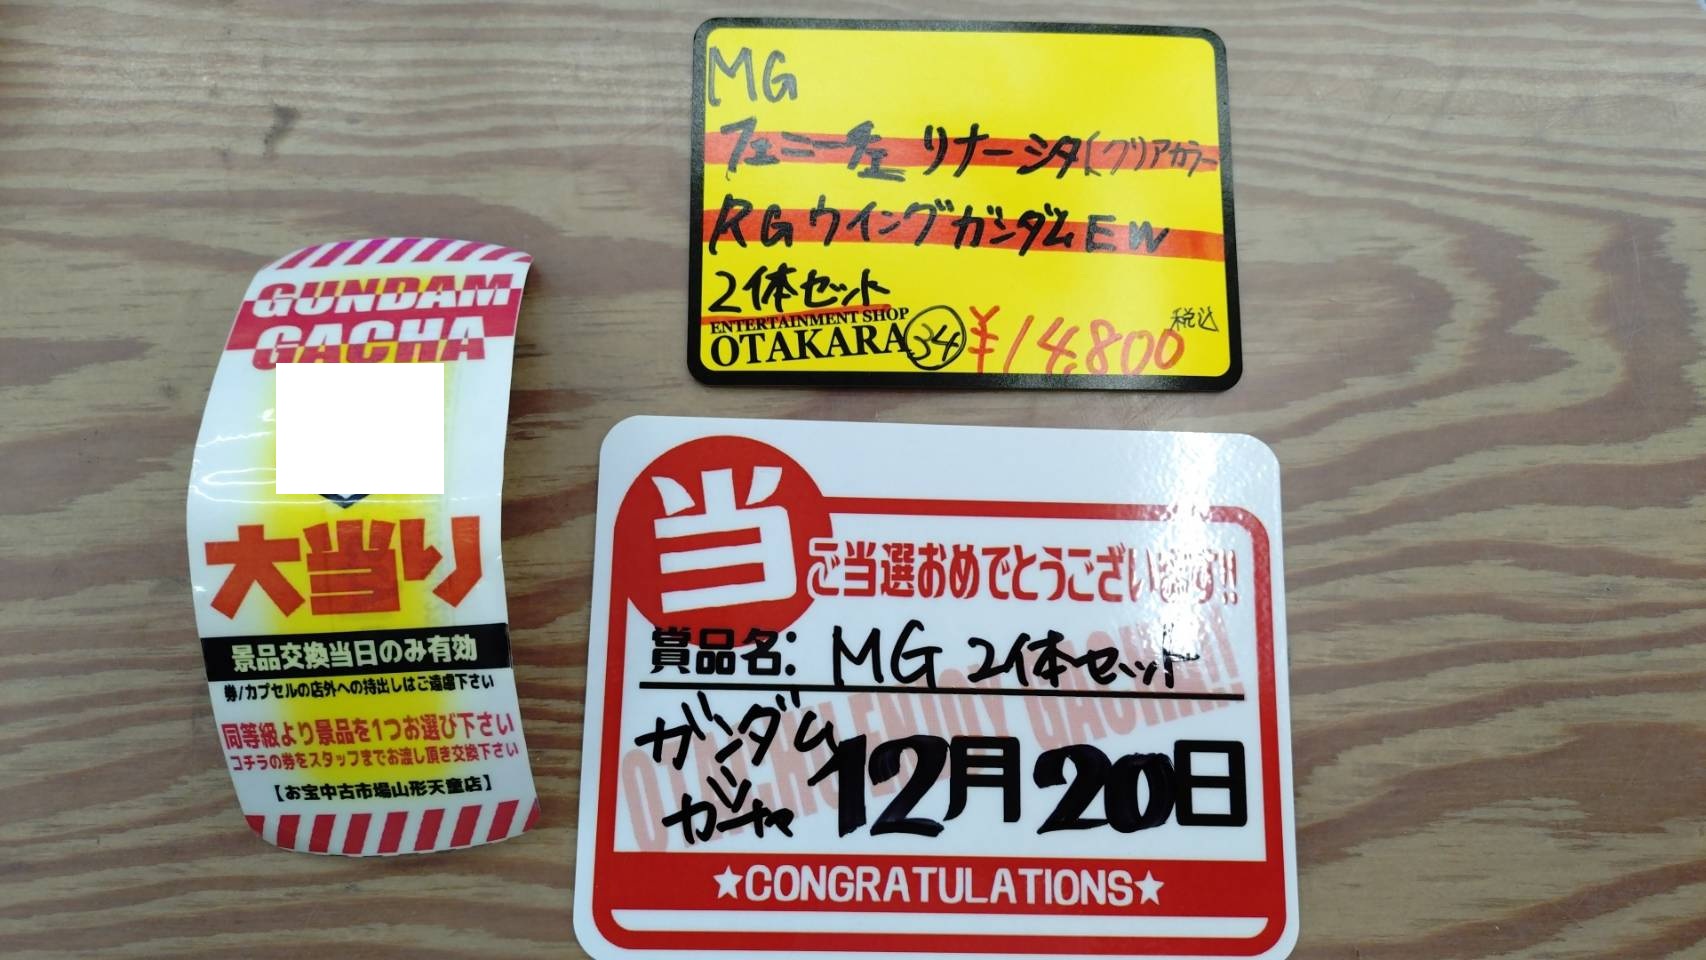 GUNDAM
GACHA
大当り
景品交換当日のみ有効
券/カプセルの店外への持出しはご遠慮下さい
同等級より景品を1つお選び下さい
コチラの券をスタッフまでお渡し頂き交換下さい
【お宝中古市場山形天童店】
MG
フェニーチェ リナーシタ(クリアカラー
RGウイングガンダムEW
2体セット
ENTERTAINMENT SHOP
OTAKARA 34 ¥14,800 税込
当
ご当選おめでとうございます!!
賞品名: MG 2体セット
ガンダム
ガシャ
12月20日
★CONGRATULATIONS★